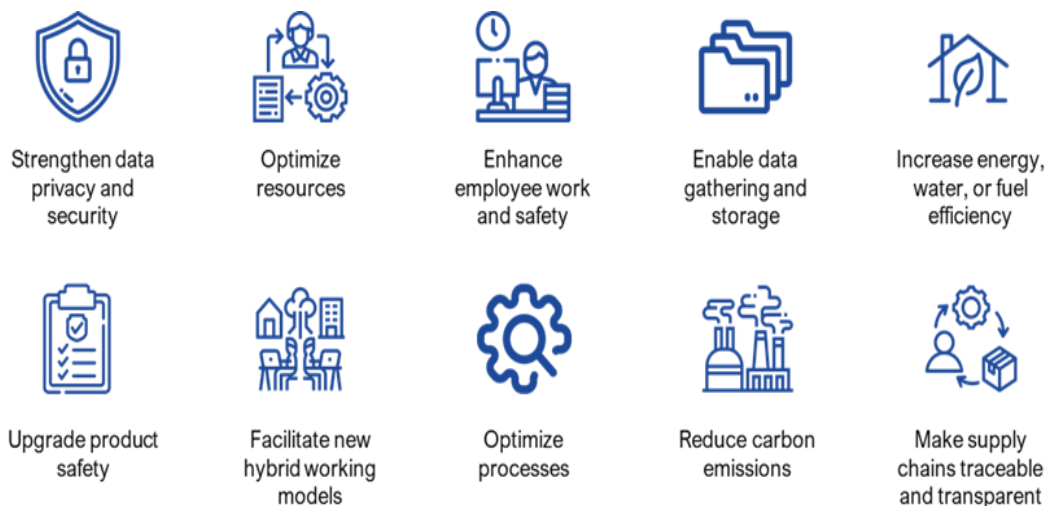 Strengthen data
privacy and
security
Optimize
resources
Enhance
employee work
and safety
Enable data
gathering and
storage
Increase energy,
water, or fuel
efficiency
Upgrade product
safety
Facilitate new
hybrid working
models
Optimize
processes
Reduce carbon
emissions
Make supply
chains traceable
and transparent